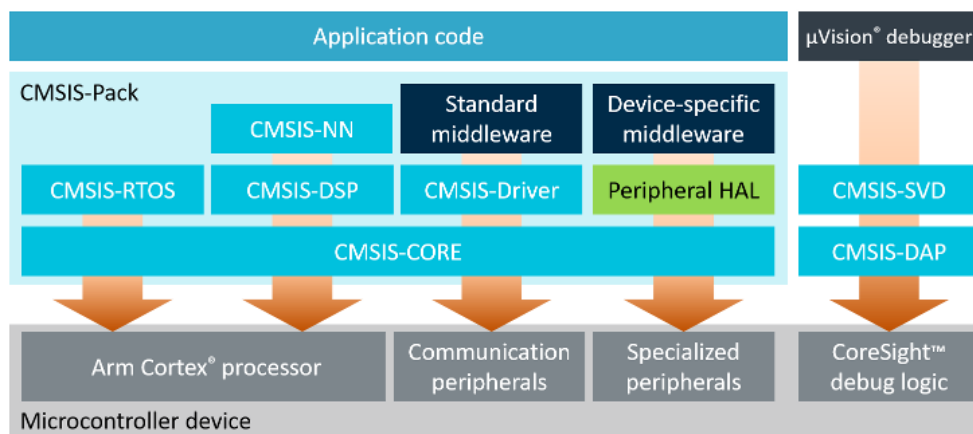 Application code
µVision® debugger
CMSIS-Pack
CMSIS-NN
Standard
middleware
Device-specific
middleware
CMSIS-RTOS
CMSIS-DSP
CMSIS-Driver
Peripheral HAL
CMSIS-SVD
CMSIS-CORE
CMSIS-DAP
Arm Cortex® processor
Communication
peripherals
Specialized
peripherals
CoreSight™
debug logic
Microcontroller device